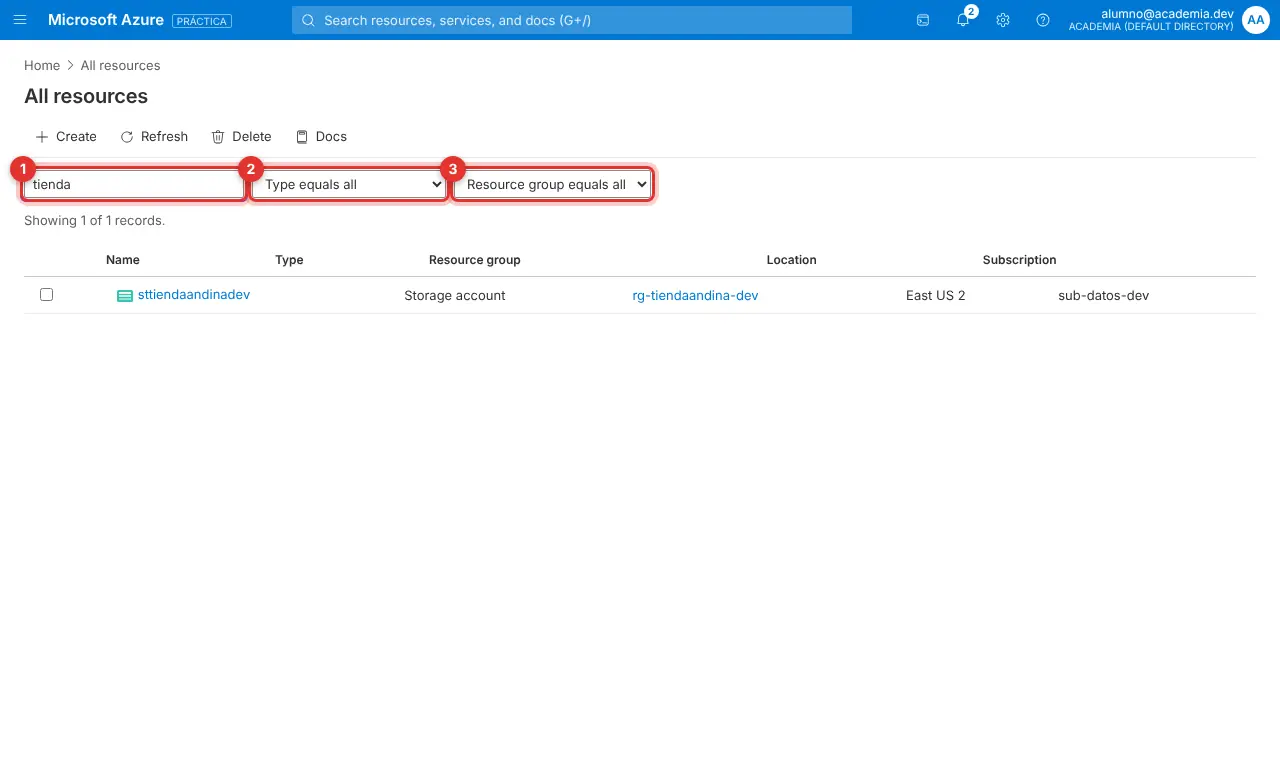 Microsoft Azure PRÁCTICA
Search resources, services, and docs (G+/)
2
alumno@academia.dev
ACADEMIA (DEFAULT DIRECTORY)
AA
Home > All resources
All resources
Create Refresh Delete Docs
1 2 3
tienda Type equals all Resource group equals all
Showing 1 of 1 records.
Name Type Resource group Location Subscription
sttiendaandinadev Storage account rg-tiendaandina-dev East US 2 sub-datos-dev